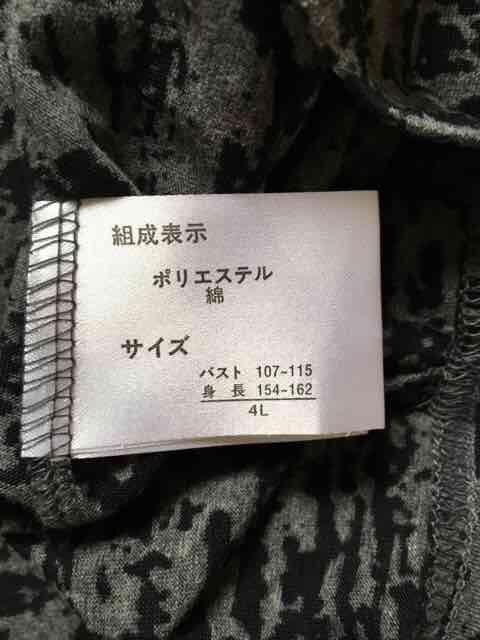 組成表示
ポリエステル
綿
サイズ
バスト 107-115
身長 154-162
4L